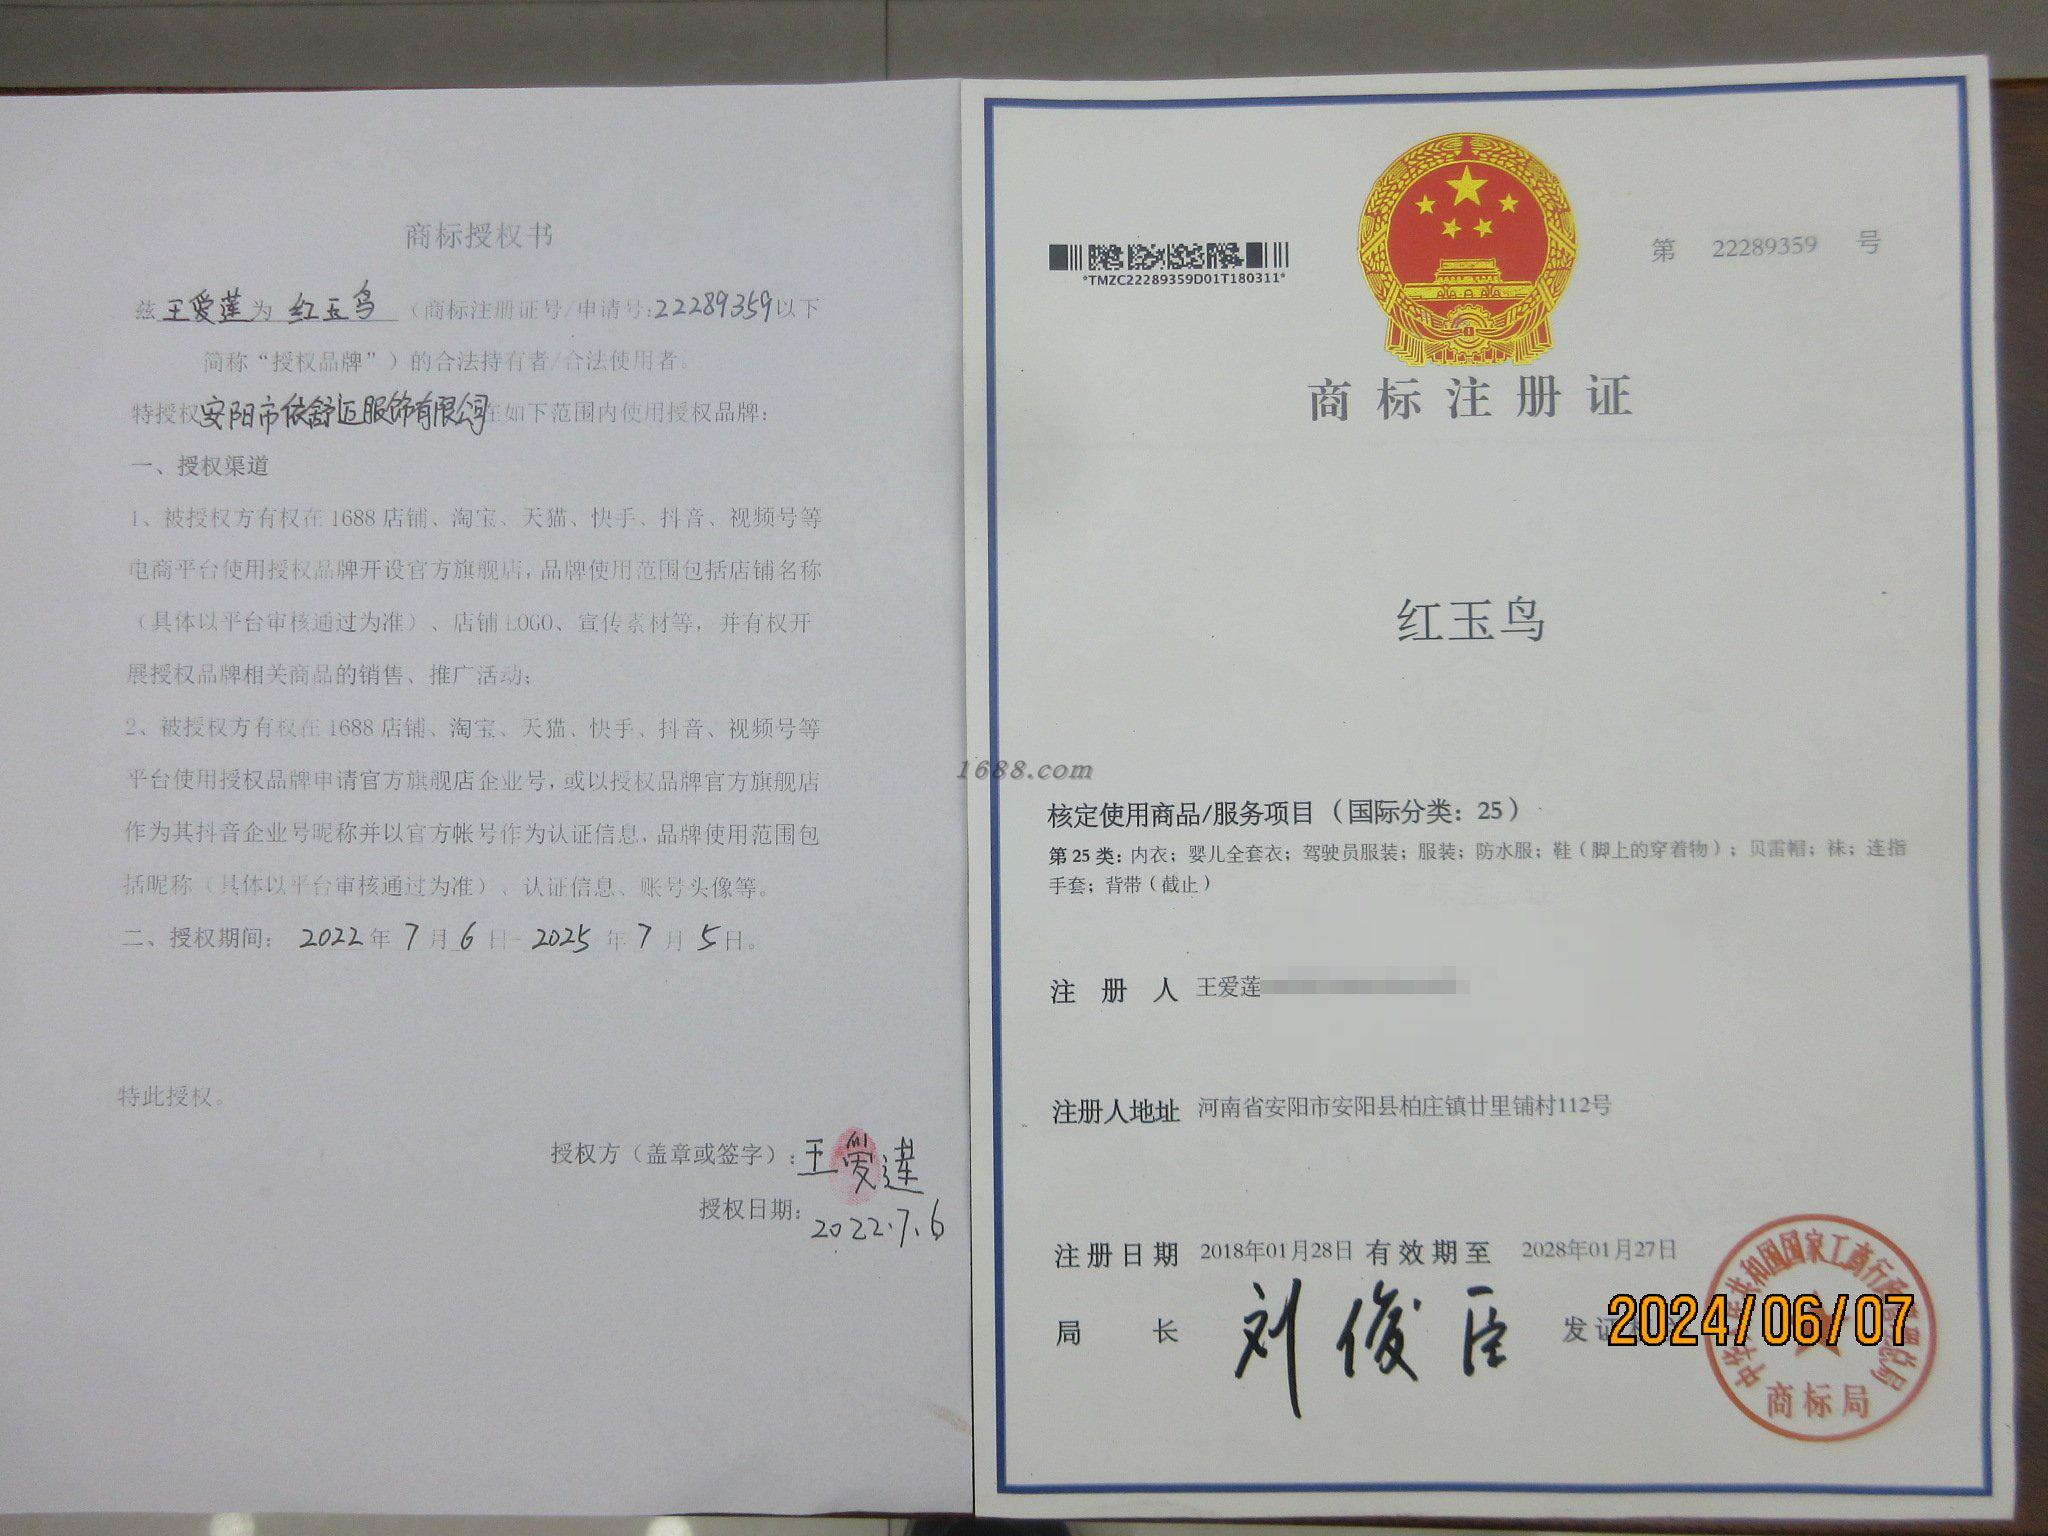 商标授权书
兹王爱莲为 红玉鸟 （商标注册证号/申请号:22289359以下
简称“授权品牌”）的合法持有者/合法使用者。
特授权安阳市依舒迈服饰有限公司在如下范围内使用授权品牌：
一、授权渠道
1、被授权方有权在1688店铺、淘宝、天猫、快手、抖音、视频号等
电商平台使用授权品牌开设官方旗舰店，品牌使用范围包括店铺名称
（具体以平台审核通过为准）、店铺LOGO、宣传素材等，并有权开
展授权品牌相关商品的销售、推广活动；
2、被授权方有权在1688店铺、淘宝、天猫、快手、抖音、视频号等
平台使用授权品牌申请官方旗舰店企业号，或以授权品牌官方旗舰店
作为其抖音企业号昵称并以官方帐号作为认证信息，品牌使用范围包
括昵称（具体以平台审核通过为准）、认证信息、账号头像等。
二、授权期间： 2022年 7月 6日-2025年 7月 5日。
特此授权。
授权方（盖章或签字）：王爱莲
授权日期：2022.7.6
*TMZC22289359D01T180311*
第 22289359 号
商标注册证
红玉鸟
1688.com
核定使用商品/服务项目（国际分类：25）
第25类：内衣；婴儿全套衣；驾驶员服装；服装；防水服；鞋（脚上的穿着物）；贝雷帽；袜；连指
手套；背带（截止）
注册人 王爱莲
注册人地址 河南省安阳市安阳县柏庄镇廿里铺村112号
注册日期 2018年01月28日 有效期至 2028年01月27日
局长 刘俊臣 发证
2024/06/07
中华人民共和国国家工商行政管理总局
商标局